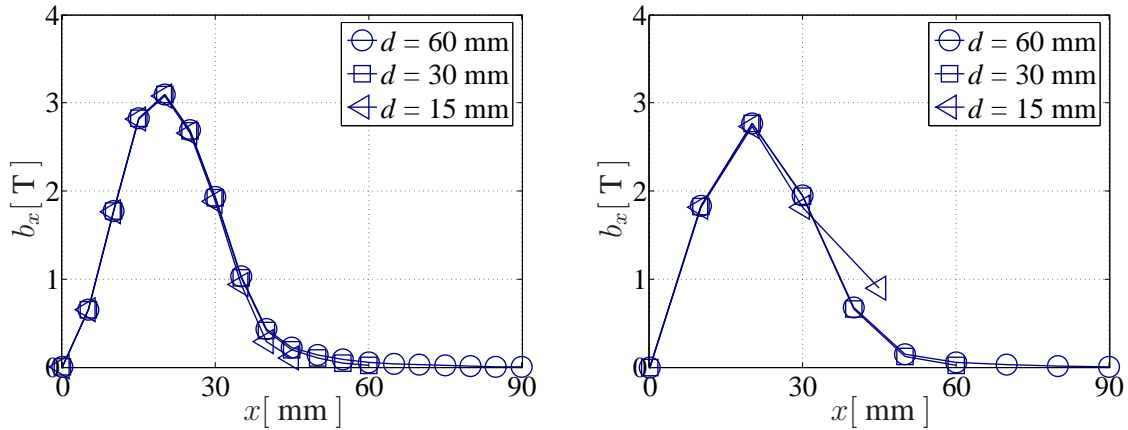 4
3
2
1
0
b_x[ T ]
d = 60 mm
d = 30 mm
d = 15 mm
0 30 60 90
x[ mm ]
4
3
2
1
0
b_x[ T ]
d = 60 mm
d = 30 mm
d = 15 mm
0 30 60 90
x[ mm ]